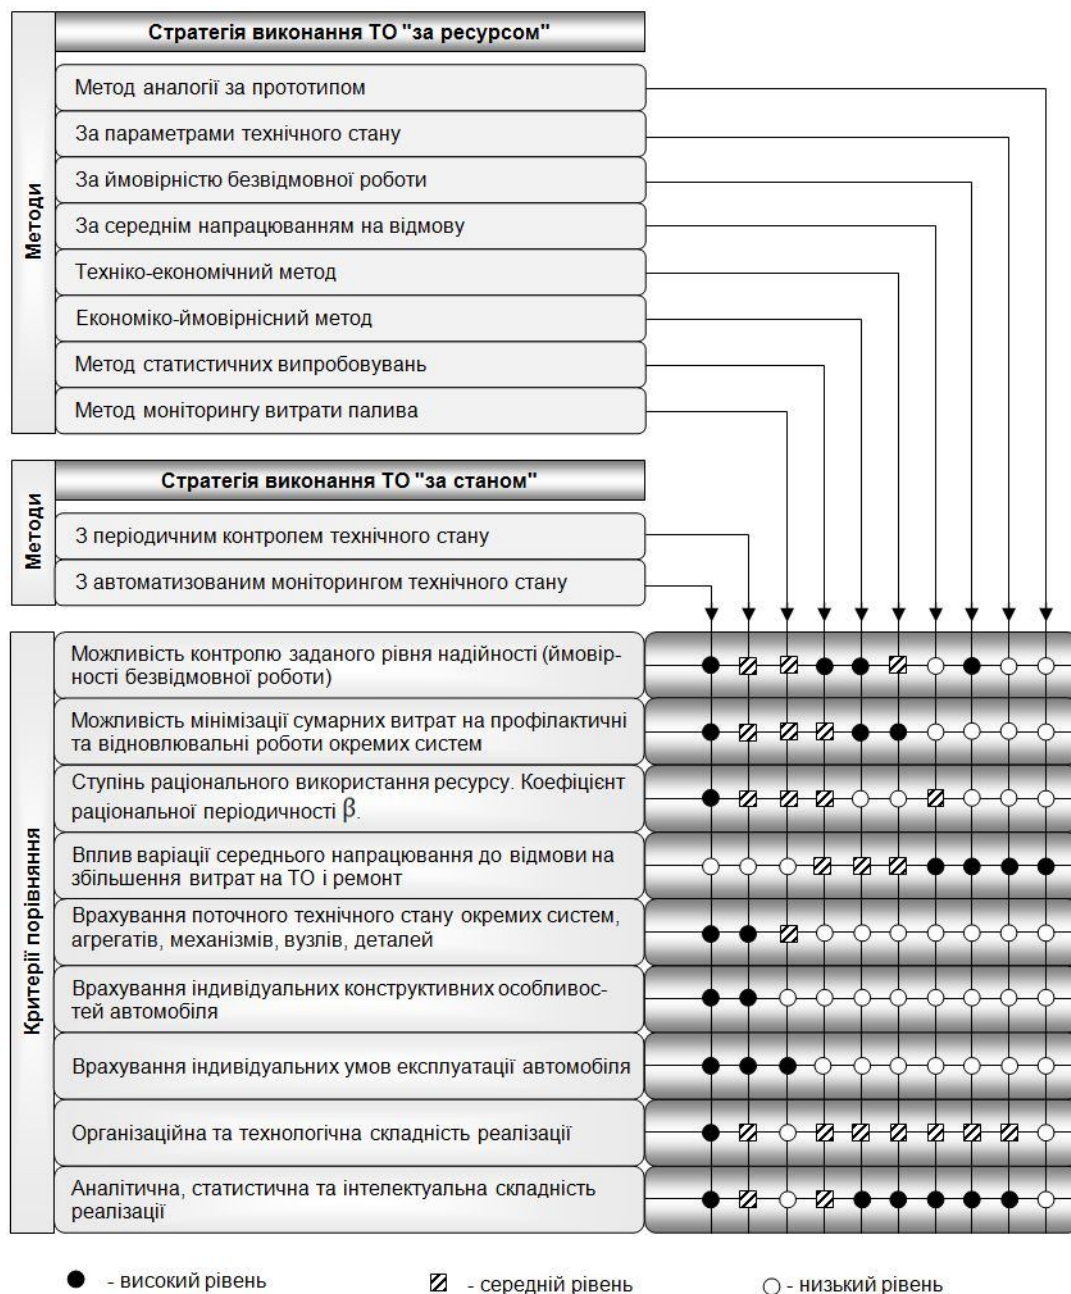 Стратегія виконання ТО "за ресурсом"
Методи
Метод аналогії за прототипом
За параметрами технічного стану
За ймовірністю безвідмовної роботи
За середнім напрацюванням на відмову
Техніко-економічний метод
Економіко-ймовірнісний метод
Метод статистичних випробовувань
Метод моніторингу витрати палива
Стратегія виконання ТО "за станом"
Методи
З періодичним контролем технічного стану
З автоматизованим моніторингом технічного стану
Критерії порівняння
Можливість контролю заданого рівня надійності (ймовір-
ності безвідмовної роботи)
Можливість мінімізації сумарних витрат на профілактичні
та відновлювальні роботи окремих систем
Ступінь раціонального використання ресурсу. Коефіцієнт
раціональної періодичності β.
Вплив варіації середнього напрацювання до відмови на
збільшення витрат на ТО і ремонт
Врахування поточного технічного стану окремих систем,
агрегатів, механізмів, вузлів, деталей
Врахування індивідуальних конструктивних особливос-
тей автомобіля
Врахування індивідуальних умов експлуатації автомобіля
Організаційна та технологічна складність реалізації
Аналітична, статистична та інтелектуальна складність
реалізації
- високий рівень
- середній рівень
- низький рівень